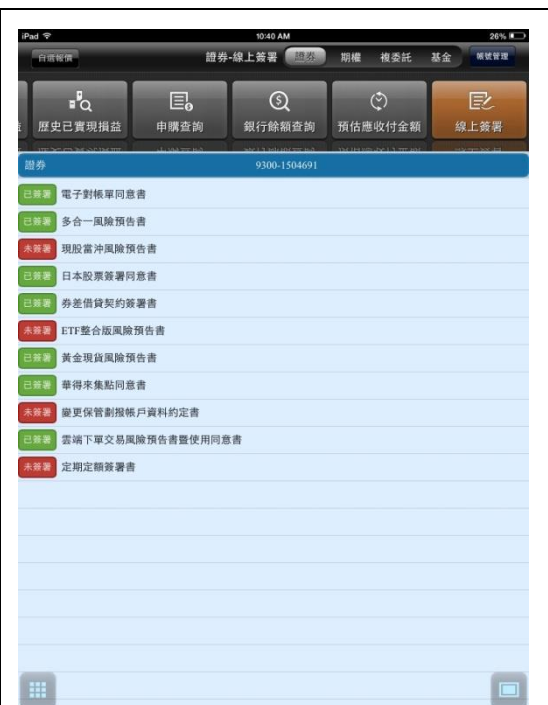 iPad 10:40 AM 26%
自選報價 證券-線上簽署 證券 期權 複委託 基金 帳號管理
益 歷史已實現損益 申購查詢 銀行餘額查詢 預估應收付金額 線上簽署
證券 9300-1504691
已簽署 電子對帳單同意書
已簽署 多合一風險預告書
未簽署 現股當沖風險預告書
已簽署 日本股票簽署同意書
已簽署 券差借貸契約簽署書
未簽署 ETF整合版風險預告書
已簽署 黃金現貨風險預告書
已簽署 華得來集點同意書
未簽署 變更保管劃撥帳戶資料約定書
已簽署 雲端下單交易風險預告書暨使用同意書
未簽署 定期定額簽署書